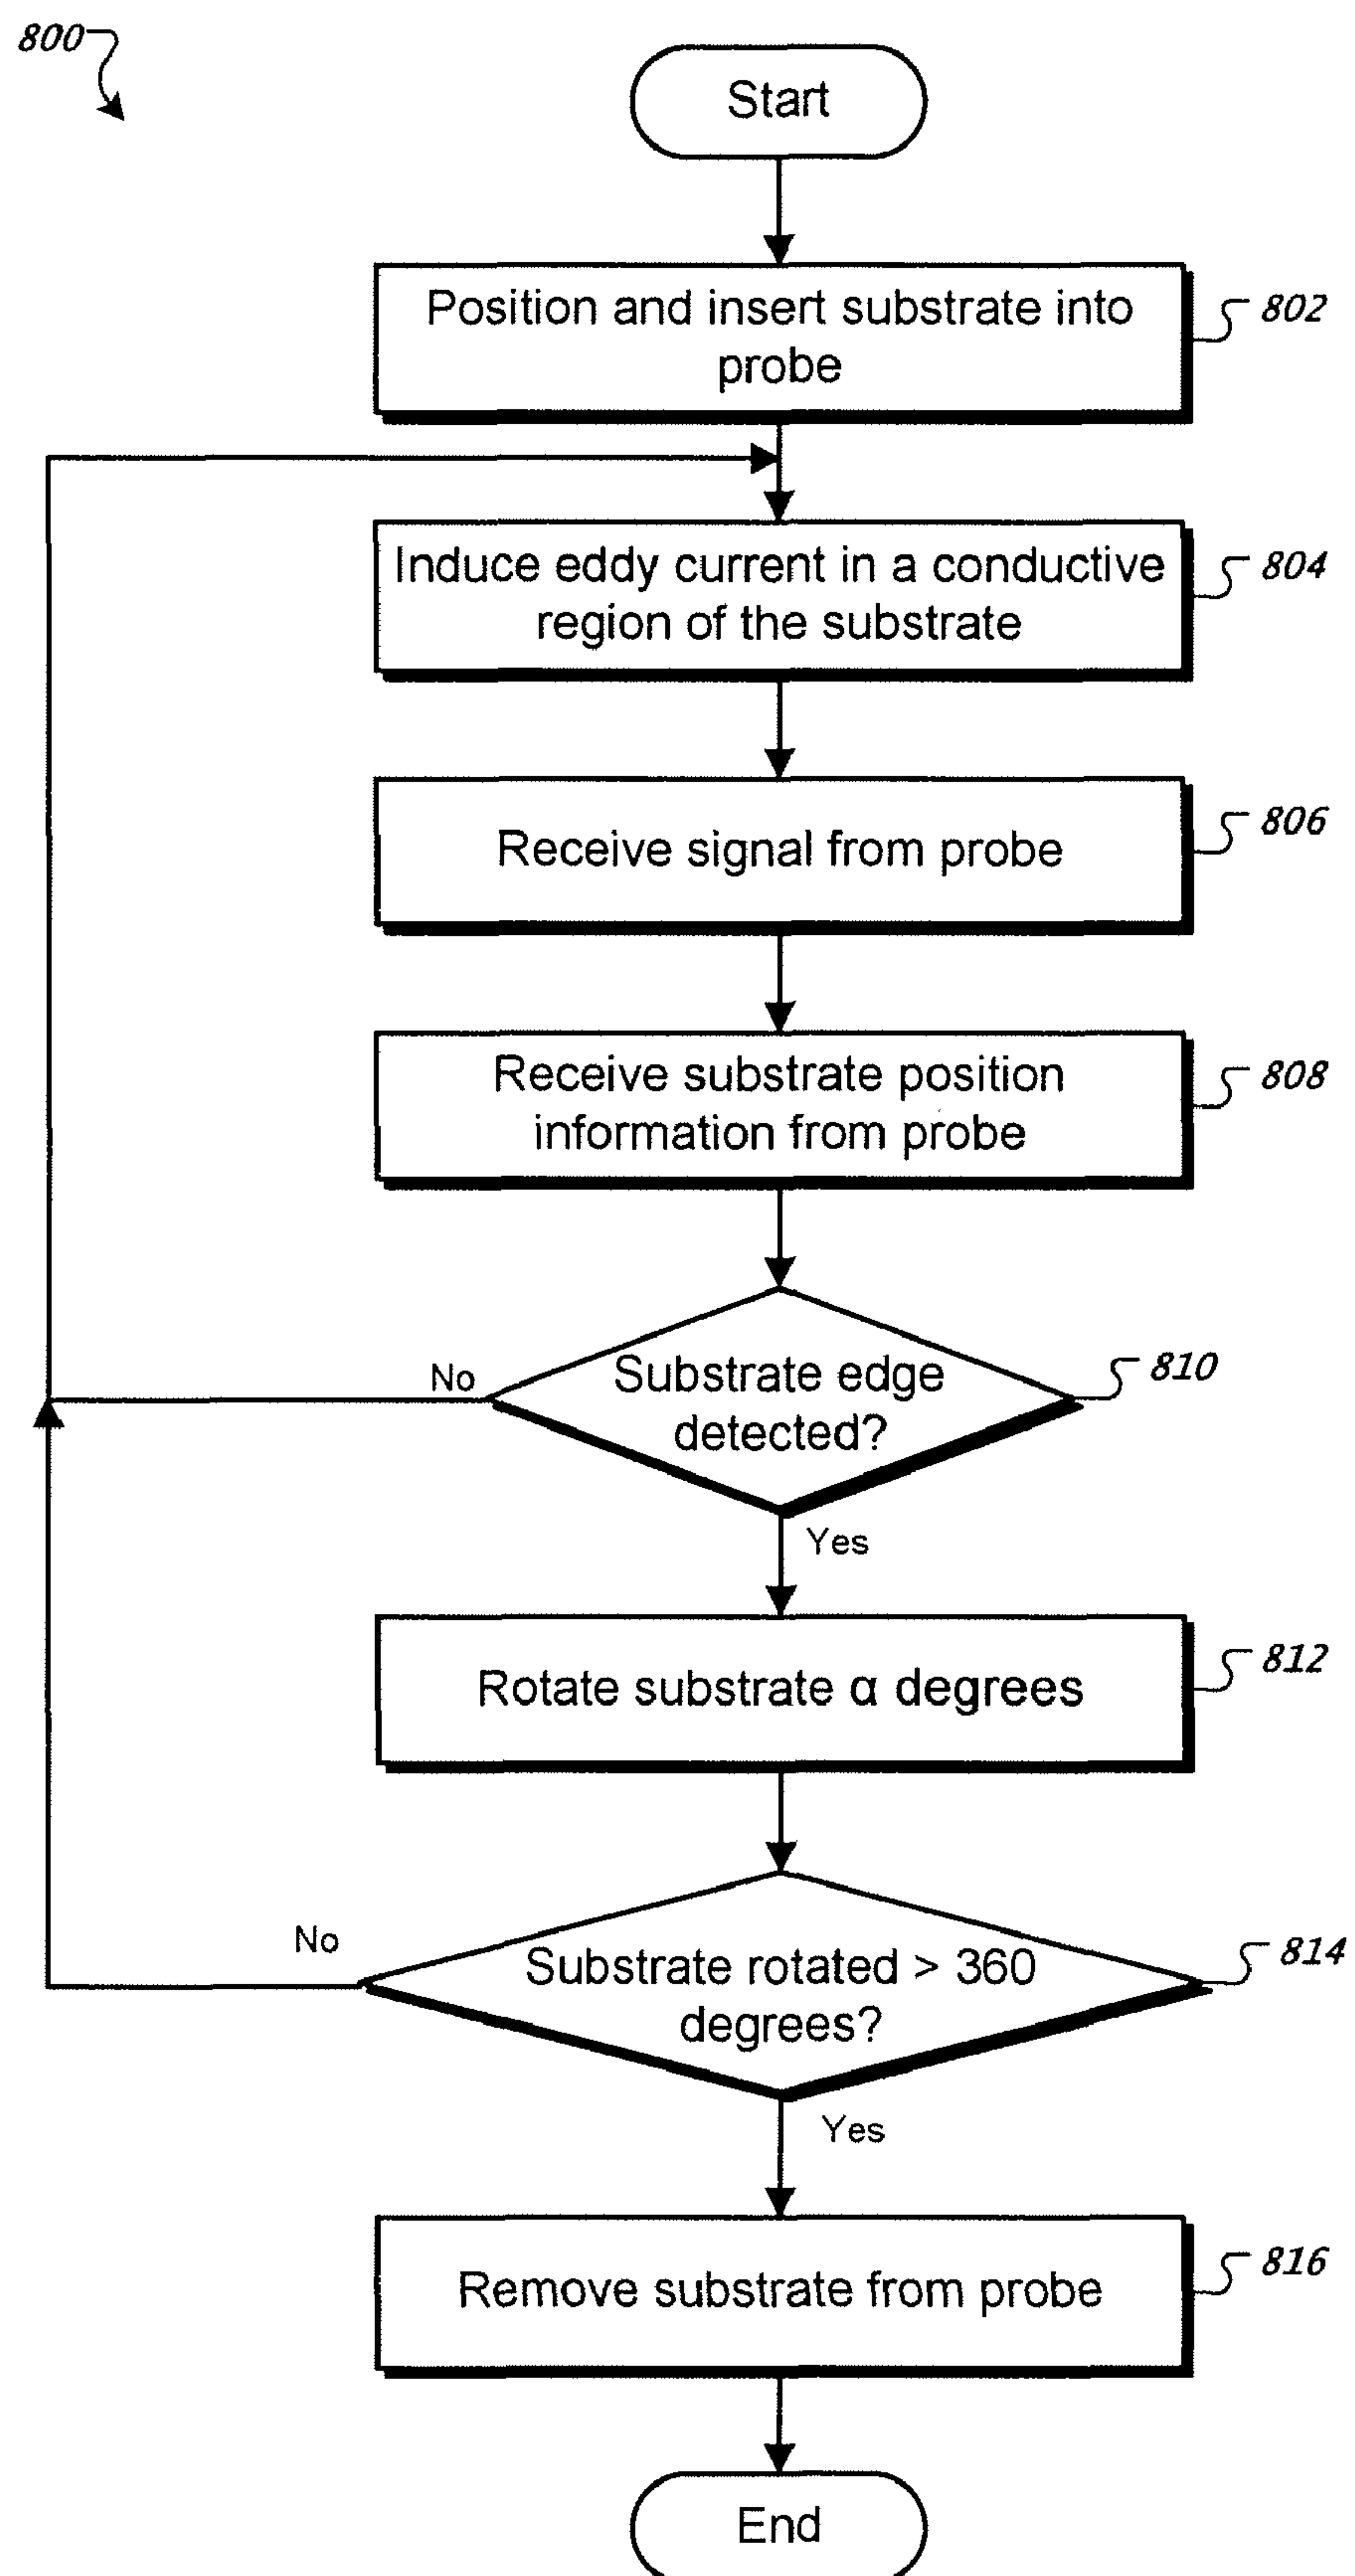 800
Start
Position and insert substrate into
probe
802
Induce eddy current in a conductive
region of the substrate
804
Receive signal from probe
806
Receive substrate position
information from probe
808
No
Substrate edge
detected?
810
Yes
Rotate substrate α degrees
812
No
Substrate rotated > 360
degrees?
814
Yes
Remove substrate from probe
816
End